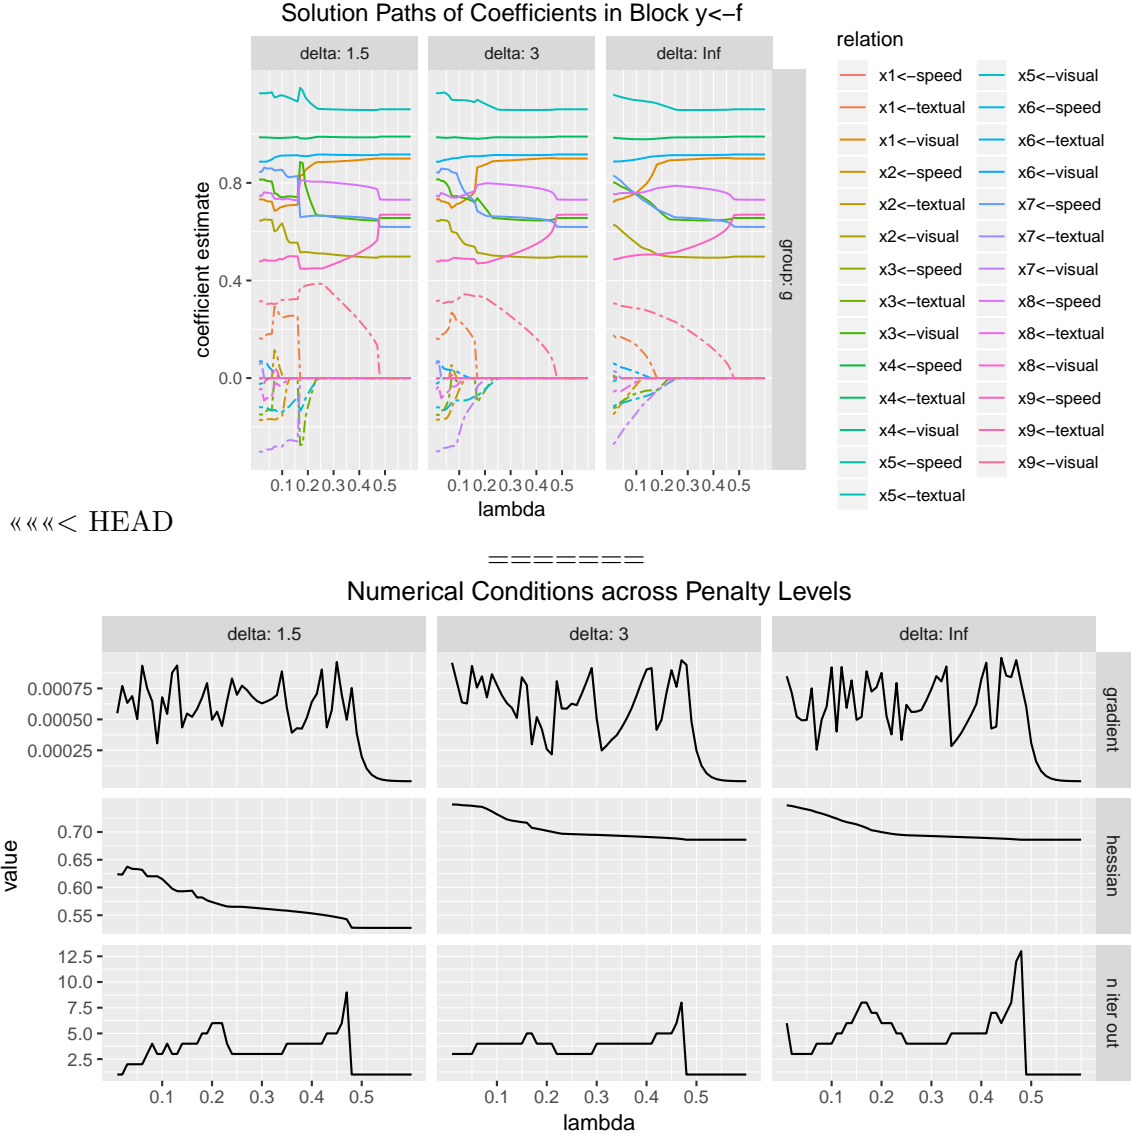 Solution Paths of Coefficients in Block y<−f
delta: 1.5
delta: 3
delta: Inf
group: g
0.8
0.4
0.0
coefficient estimate
0.1 0.2 0.3 0.4 0.5
0.1 0.2 0.3 0.4 0.5
0.1 0.2 0.3 0.4 0.5
lambda
relation
x1<−speed
x1<−textual
x1<−visual
x2<−speed
x2<−textual
x2<−visual
x3<−speed
x3<−textual
x3<−visual
x4<−speed
x4<−textual
x4<−visual
x5<−speed
x5<−textual
x5<−visual
x6<−speed
x6<−textual
x6<−visual
x7<−speed
x7<−textual
x7<−visual
x8<−speed
x8<−textual
x8<−visual
x9<−speed
x9<−textual
x9<−visual
«««< HEAD
=======
Numerical Conditions across Penalty Levels
delta: 1.5
delta: 3
delta: Inf
0.00075
0.00050
0.00025
gradient
0.70
0.65
0.60
0.55
hessian
12.5
10.0
7.5
5.0
2.5
n iter out
value
0.1 0.2 0.3 0.4 0.5
0.1 0.2 0.3 0.4 0.5
0.1 0.2 0.3 0.4 0.5
lambda